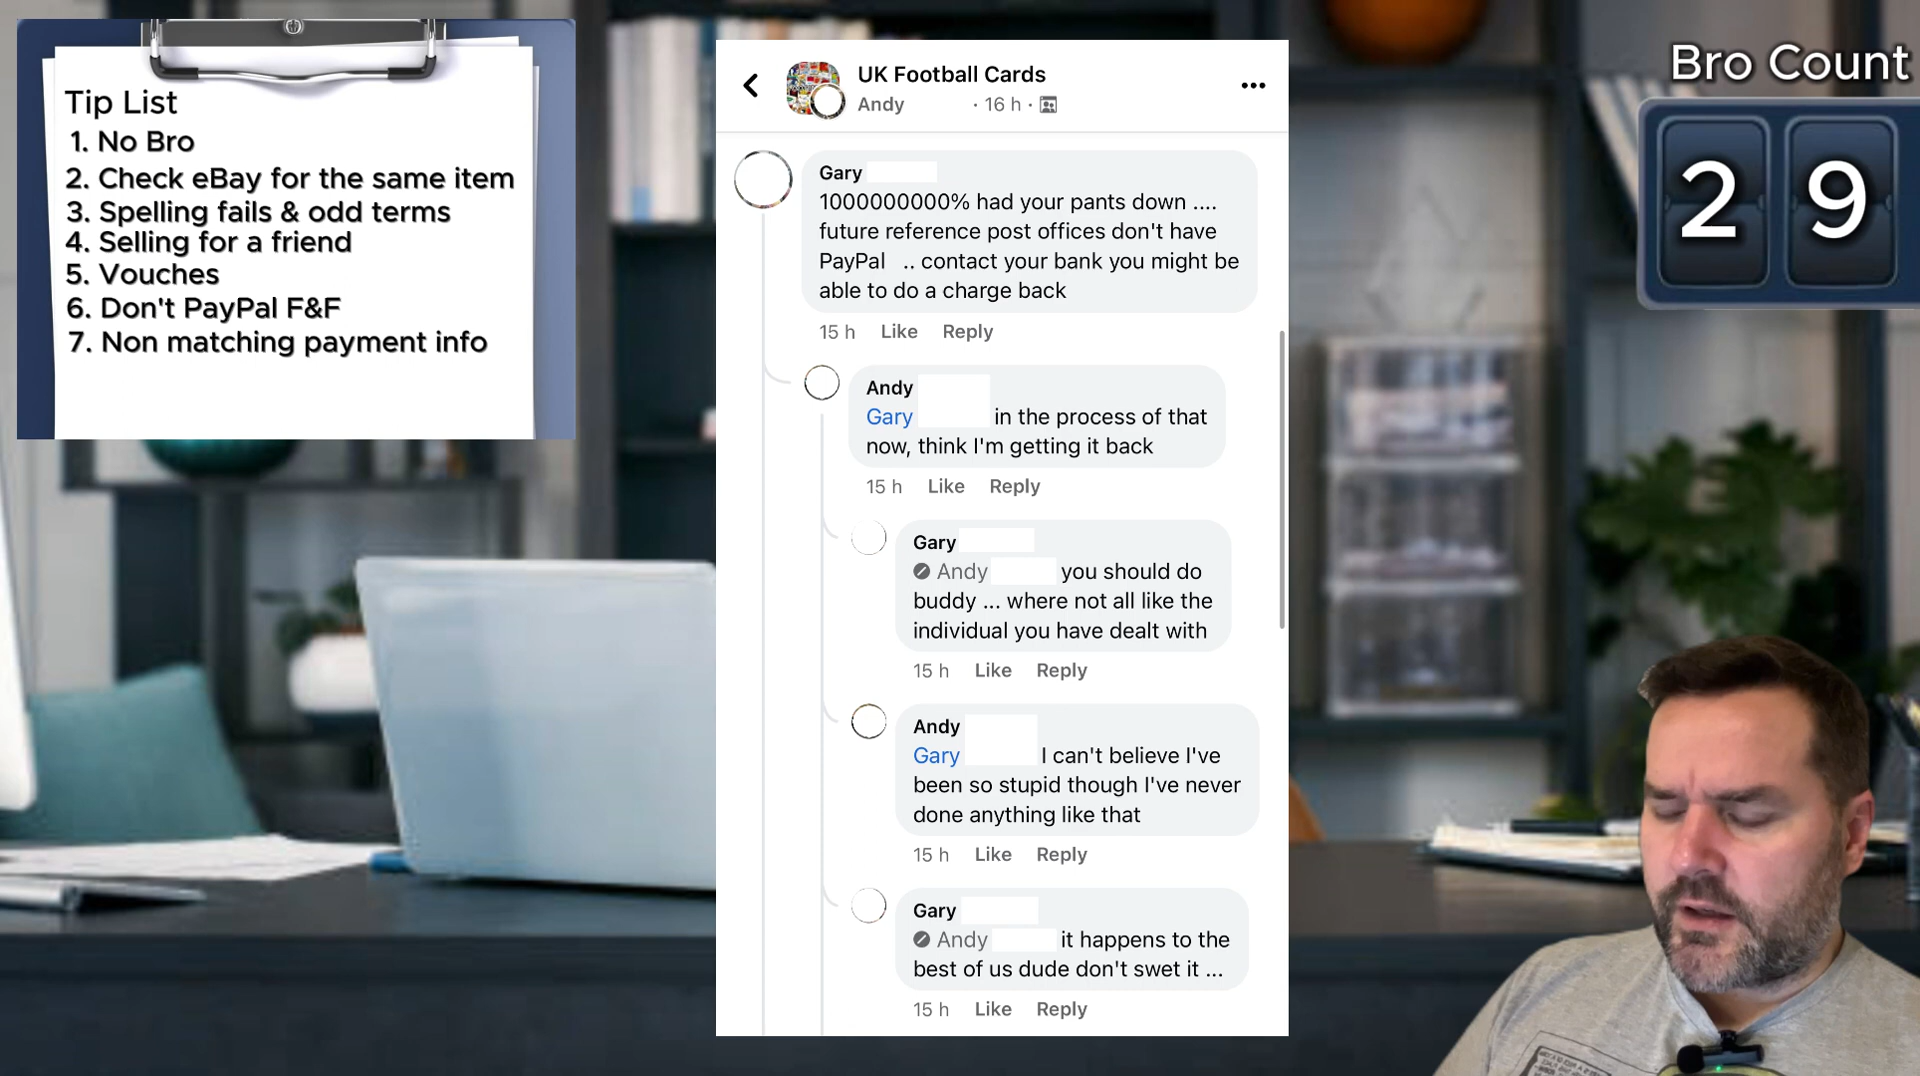 Tip List
1. No Bro
2. Check eBay for the same item
3. Spelling fails & odd terms
4. Selling for a friend
5. Vouches
6. Don't PayPal F&F
7. Non matching payment info
UK Football Cards
Andy · 16 h ·
Gary
1000000000% had your pants down ....
future reference post offices don't have
PayPal .. contact your bank you might be
able to do a charge back
15 h Like Reply
Andy
Gary in the process of that
now, think I'm getting it back
15 h Like Reply
Gary
Andy you should do
buddy ... where not all like the
individual you have dealt with
15 h Like Reply
Andy
Gary I can't believe I've
been so stupid though I've never
done anything like that
15 h Like Reply
Gary
Andy it happens to the
best of us dude don't swet it ...
15 h Like Reply
Bro Count
29